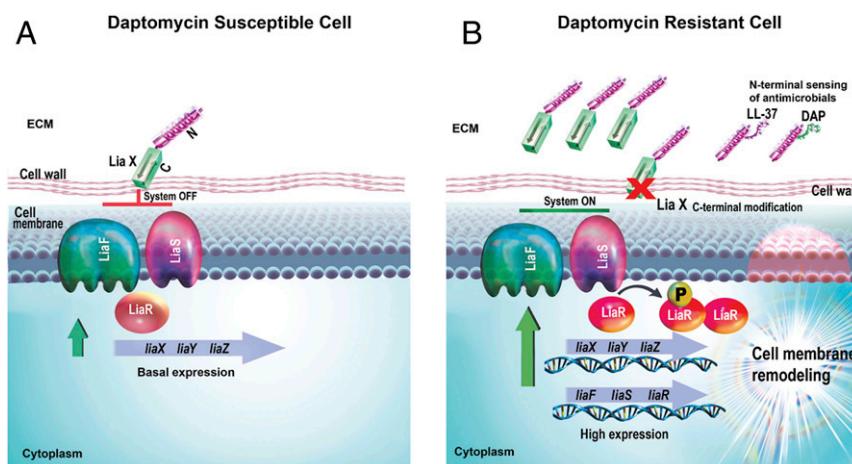 Daptomycin Susceptible Cell
A
ECM
N
Lia X
C
Cell wall
System OFF
Cell
membrane
LiaF
LiaS
LiaR
liaX liaY liaZ
Basal expression
Cytoplasm
Daptomycin Resistant Cell
B
N-terminal sensing
of antimicrobials
LL-37
DAP
ECM
Cell wa
System ON
Lia X C-terminal modification
LiaF
LiaS
P
LiaR
LiaR
LiaR
liaX liaY liaZ
Cell membrane
remodeling
liaF liaS liaR
High expression
Cytoplasm